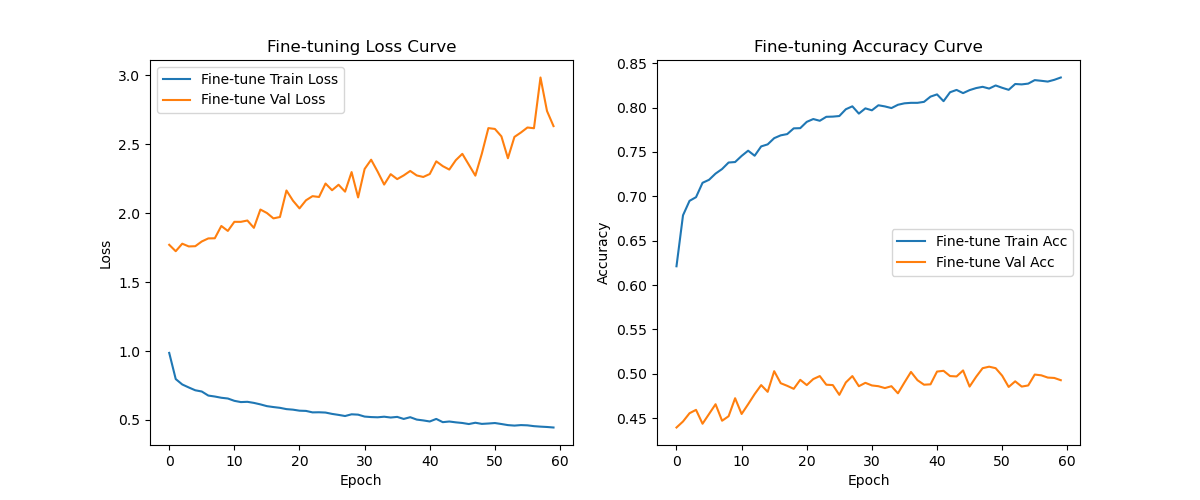 Fine-tuning Loss Curve
Fine-tune Train Loss
Fine-tune Val Loss
3.0
2.5
2.0
1.5
1.0
0.5
Loss
0 10 20 30 40 50 60
Epoch
Fine-tuning Accuracy Curve
0.85
0.80
0.75
0.70
0.65
0.60
0.55
0.50
0.45
Accuracy
Fine-tune Train Acc
Fine-tune Val Acc
0 10 20 30 40 50 60
Epoch